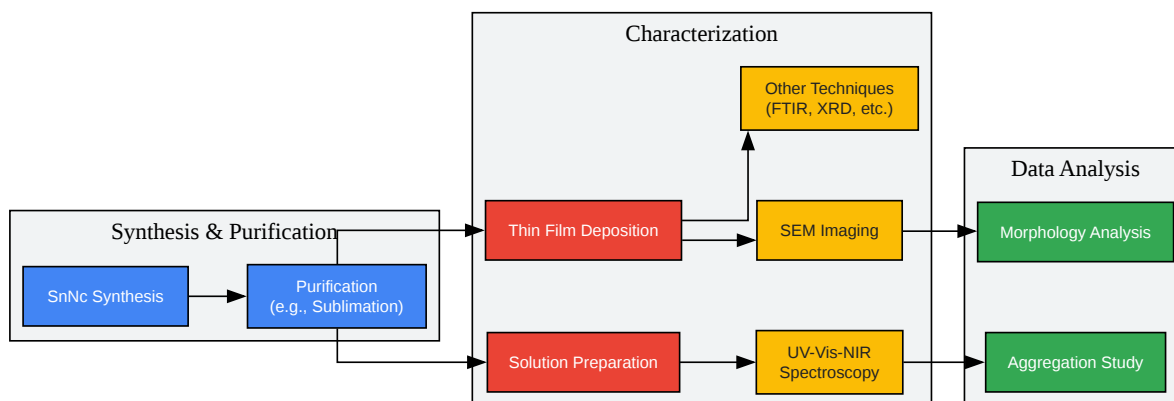 Characterization
Other Techniques
(FTIR, XRD, etc.)
Data Analysis
Synthesis & Purification
Thin Film Deposition
SEM Imaging
Morphology Analysis
SnNc Synthesis
Purification
(e.g., Sublimation)
Solution Preparation
UV-Vis-NIR
Spectroscopy
Aggregation Study